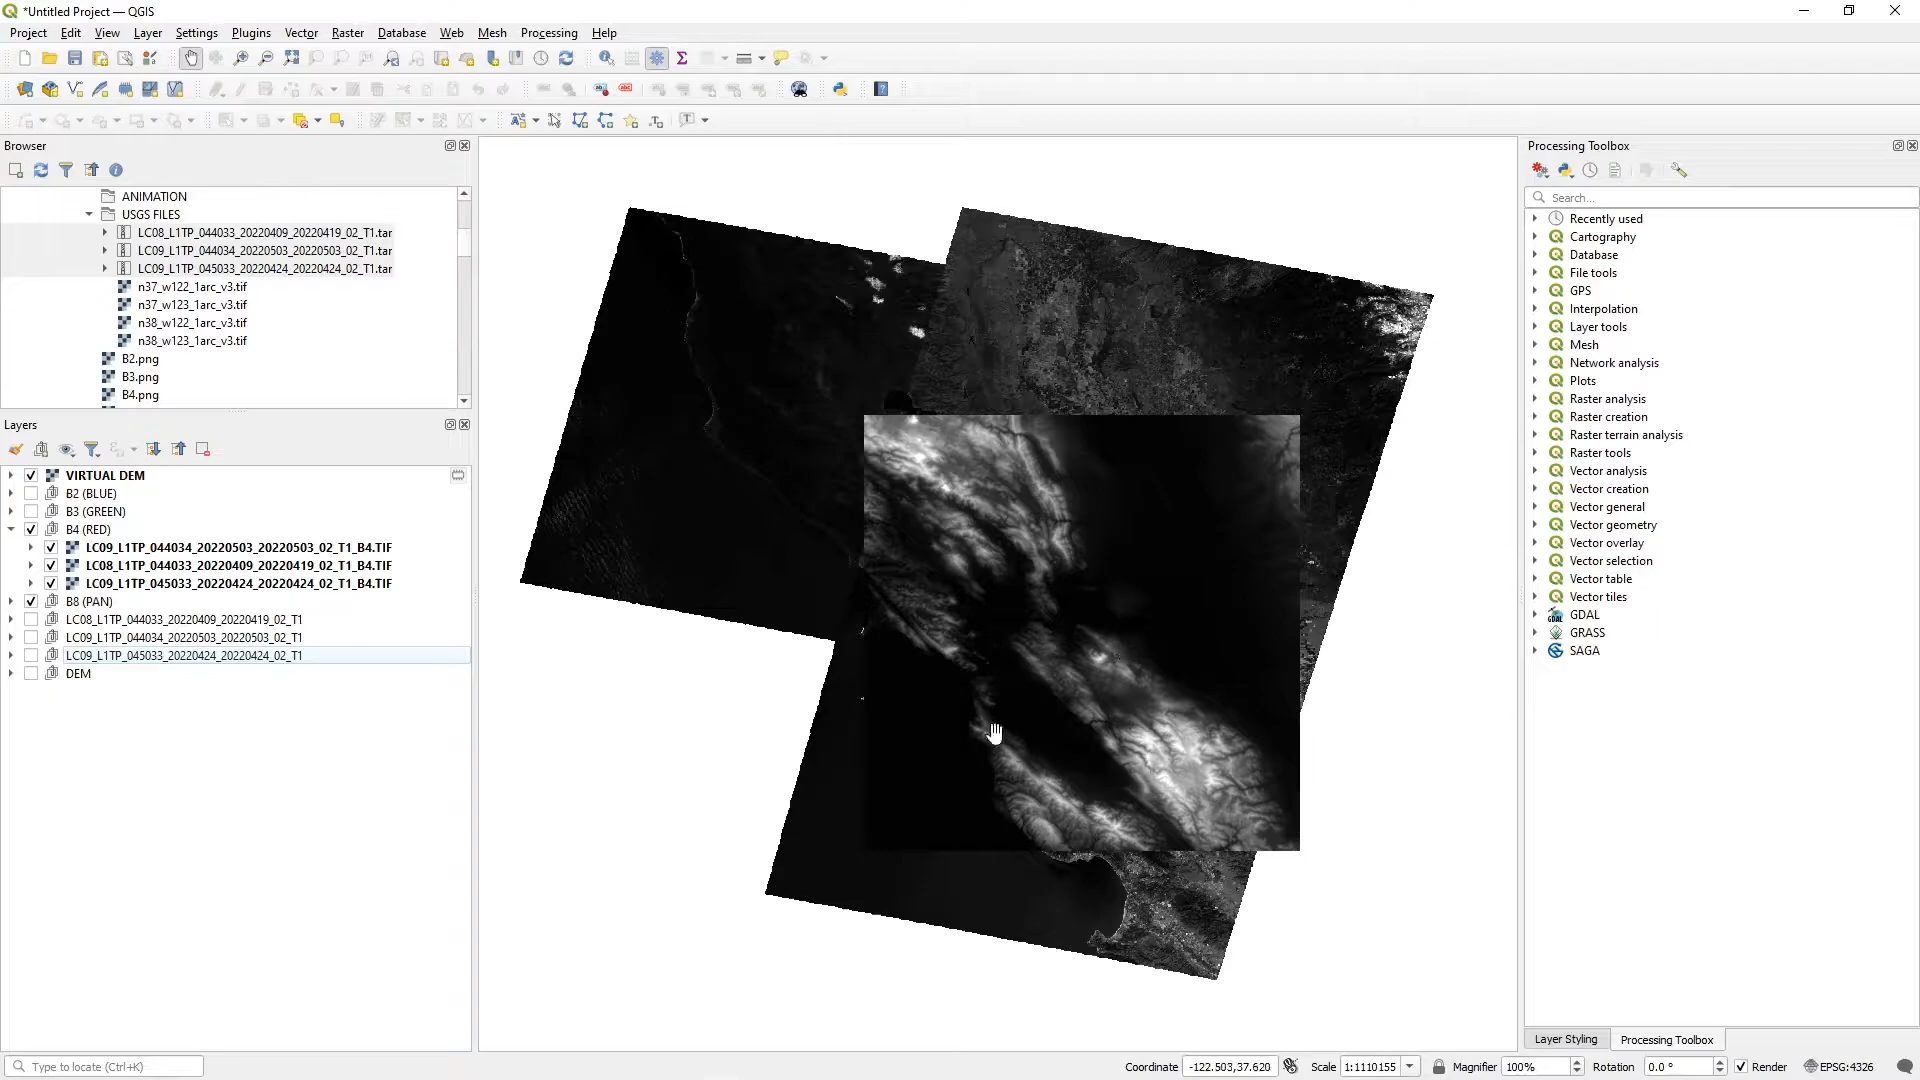 *Untitled Project — QGIS
Project Edit View Layer Settings Plugins Vector Raster Database Web Mesh Processing Help
Browser
ANIMATION
USGS FILES
LC08_L1TP_044033_20220409_20220419_02_T1.tar
LC09_L1TP_044034_20220503_20220503_02_T1.tar
LC09_L1TP_045033_20220424_20220424_02_T1.tar
n37_w122_1arc_v3.tif
n37_w123_1arc_v3.tif
n38_w122_1arc_v3.tif
n38_w123_1arc_v3.tif
B2.png
B3.png
B4.png
Layers
VIRTUAL DEM
B2 (BLUE)
B3 (GREEN)
B4 (RED)
LC09_L1TP_044034_20220503_20220503_02_T1_B4.TIF
LC08_L1TP_044033_20220409_20220419_02_T1_B4.TIF
LC09_L1TP_045033_20220424_20220424_02_T1_B4.TIF
B8 (PAN)
LC08_L1TP_044033_20220409_20220419_02_T1
LC09_L1TP_044034_20220503_20220503_02_T1
LC09_L1TP_045033_20220424_20220424_02_T1
DEM
Processing Toolbox
Search...
Recently used
Cartography
Database
File tools
GPS
Interpolation
Layer tools
Mesh
Network analysis
Plots
Raster analysis
Raster creation
Raster terrain analysis
Raster tools
Vector analysis
Vector creation
Vector general
Vector geometry
Vector overlay
Vector selection
Vector table
Vector tiles
GDAL
GRASS
SAGA
Layer Styling Processing Toolbox
Type to locate (Ctrl+K)
Coordinate -122.503,37.620 Scale 1:1110155 Magnifier 100% Rotation 0.0 ° Render EPSG:4326